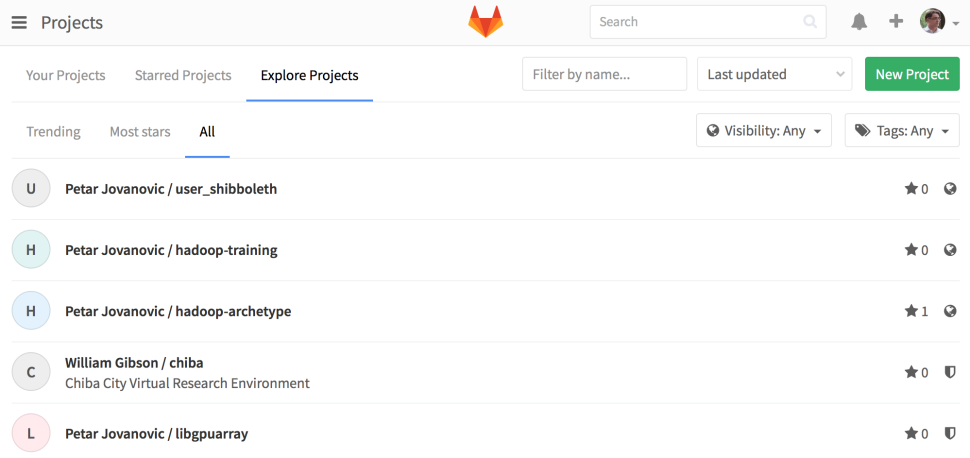 Projects
Search
Your Projects Starred Projects Explore Projects
Filter by name...
Last updated
New Project
Trending Most stars All
Visibility: Any
Tags: Any
U Petar Jovanovic / user_shibboleth 0
H Petar Jovanovic / hadoop-training 0
H Petar Jovanovic / hadoop-archetype 1
William Gibson / chiba
C 0
Chiba City Virtual Research Environment
L Petar Jovanovic / libgpuarray 0